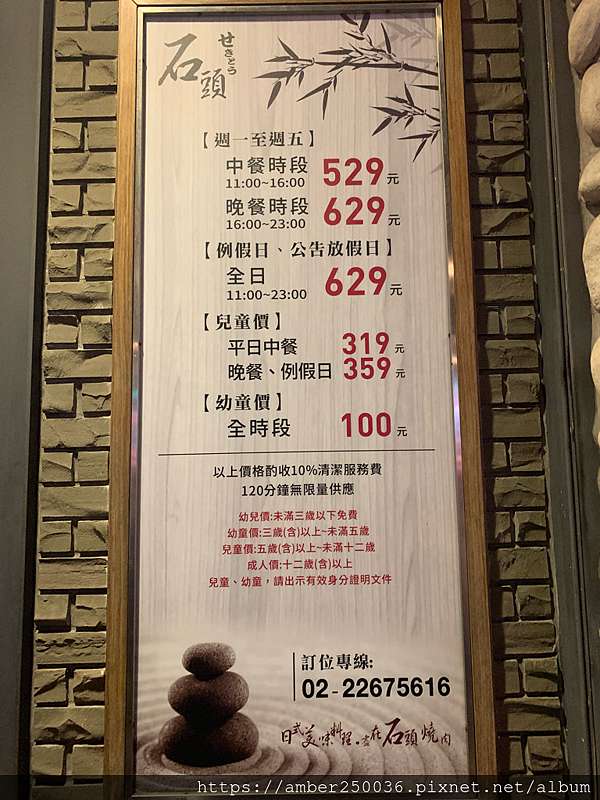 石頭
せきとう
【週一至週五】
中餐時段 529元
11:00~16:00
晚餐時段 629元
16:00~23:00
【例假日、公告放假日】
全日 629元
11:00~23:00
【兒童價】
平日中餐 319元
晚餐、例假日 359元
【幼童價】
全時段 100元
以上價格酌收10%清潔服務費
120分鐘無限量供應
幼兒價:未滿三歲以下免費
幼童價:三歲(含)以上~未滿五歲
兒童價:五歲(含)以上~未滿十二歲
成人價:十二歲(含)以上
兒童、幼童，請出示有效身分證明文件
訂位專線:
02-22675616
日式美味料理。盡在石頭燒肉
https://amber250036.pixnet.net/album